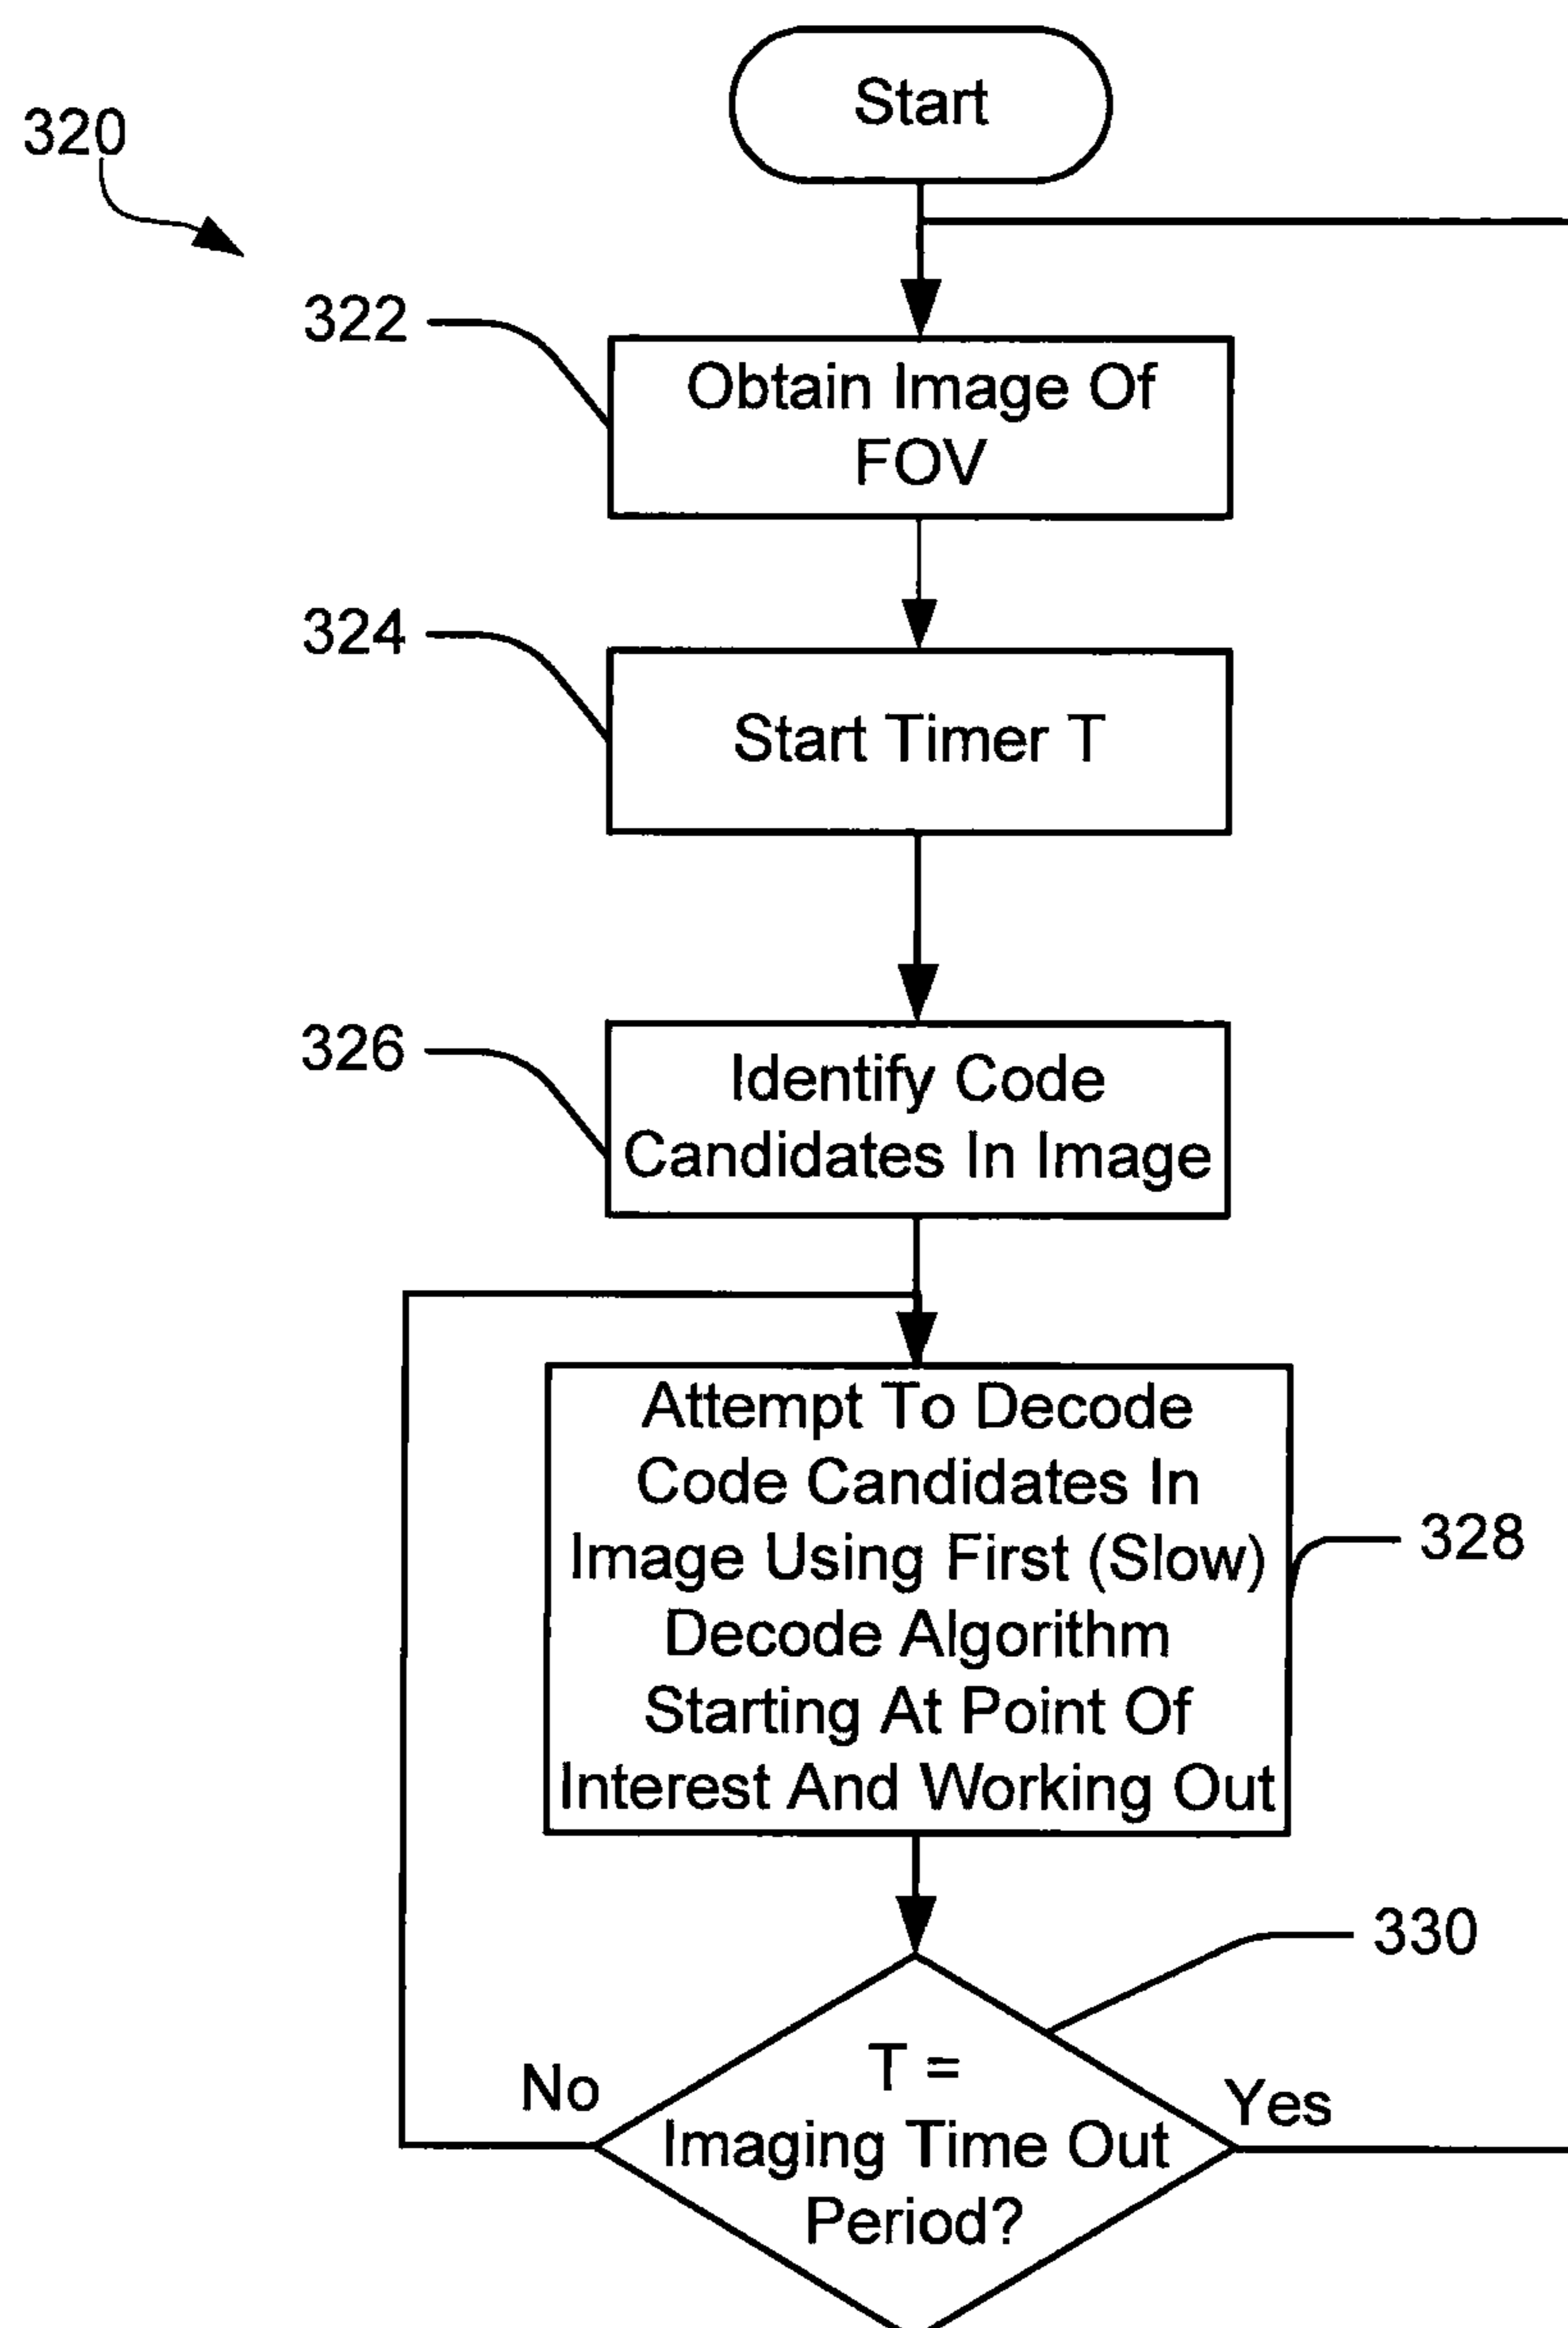 Start
320
322
Obtain Image Of
FOV
324
Start Timer T
326
Identify Code
Candidates In Image
Attempt To Decode
Code Candidates In
Image Using First (Slow)
Decode Algorithm
Starting At Point Of
Interest And Working Out
328
330
T =
No
Yes
Imaging Time Out
Period?